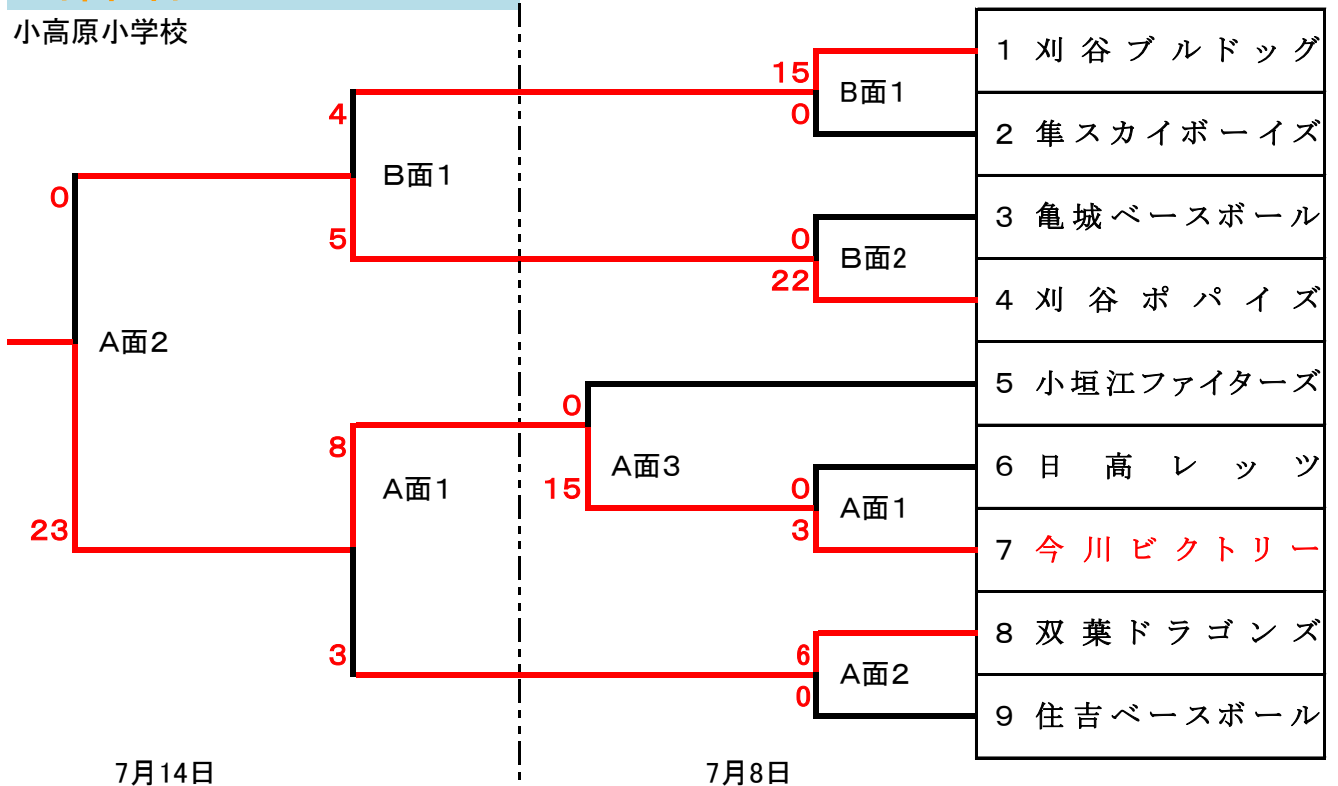 小高原小学校
1 刈谷ブルドッグ
15
B面1
0
4
2 隼スカイボーイズ
B面1
0
3 亀城ベースボール
5
0
B面2
22
4 刈谷ポパイズ
A面2
5 小垣江ファイターズ
0
8
A面3
6 日高レッツ
A面1
15
0
A面1
23
3
7 今川ビクトリー
8 双葉ドラゴンズ
3
6
A面2
0
9 住吉ベースボール
7月14日
7月8日